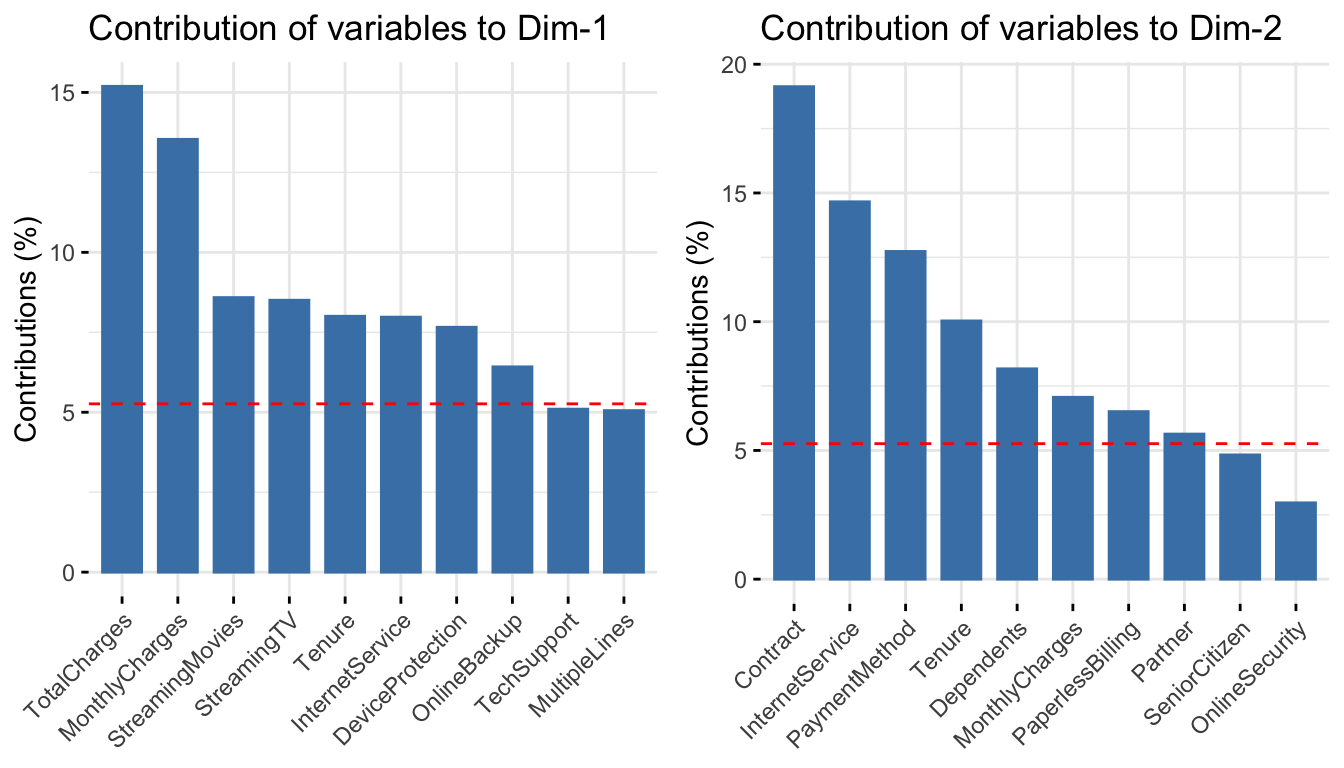 Contribution of variables to Dim-1
Contributions (%)
15
10
5
0
TotalCharges
MonthlyCharges
StreamingMovies
StreamingTV
Tenure
InternetService
DeviceProtection
OnlineBackup
TechSupport
MultipleLines
Contribution of variables to Dim-2
Contributions (%)
20
15
10
5
0
Contract
InternetService
PaymentMethod
Tenure
Dependents
MonthlyCharges
PaperlessBilling
Partner
SeniorCitizen
OnlineSecurity